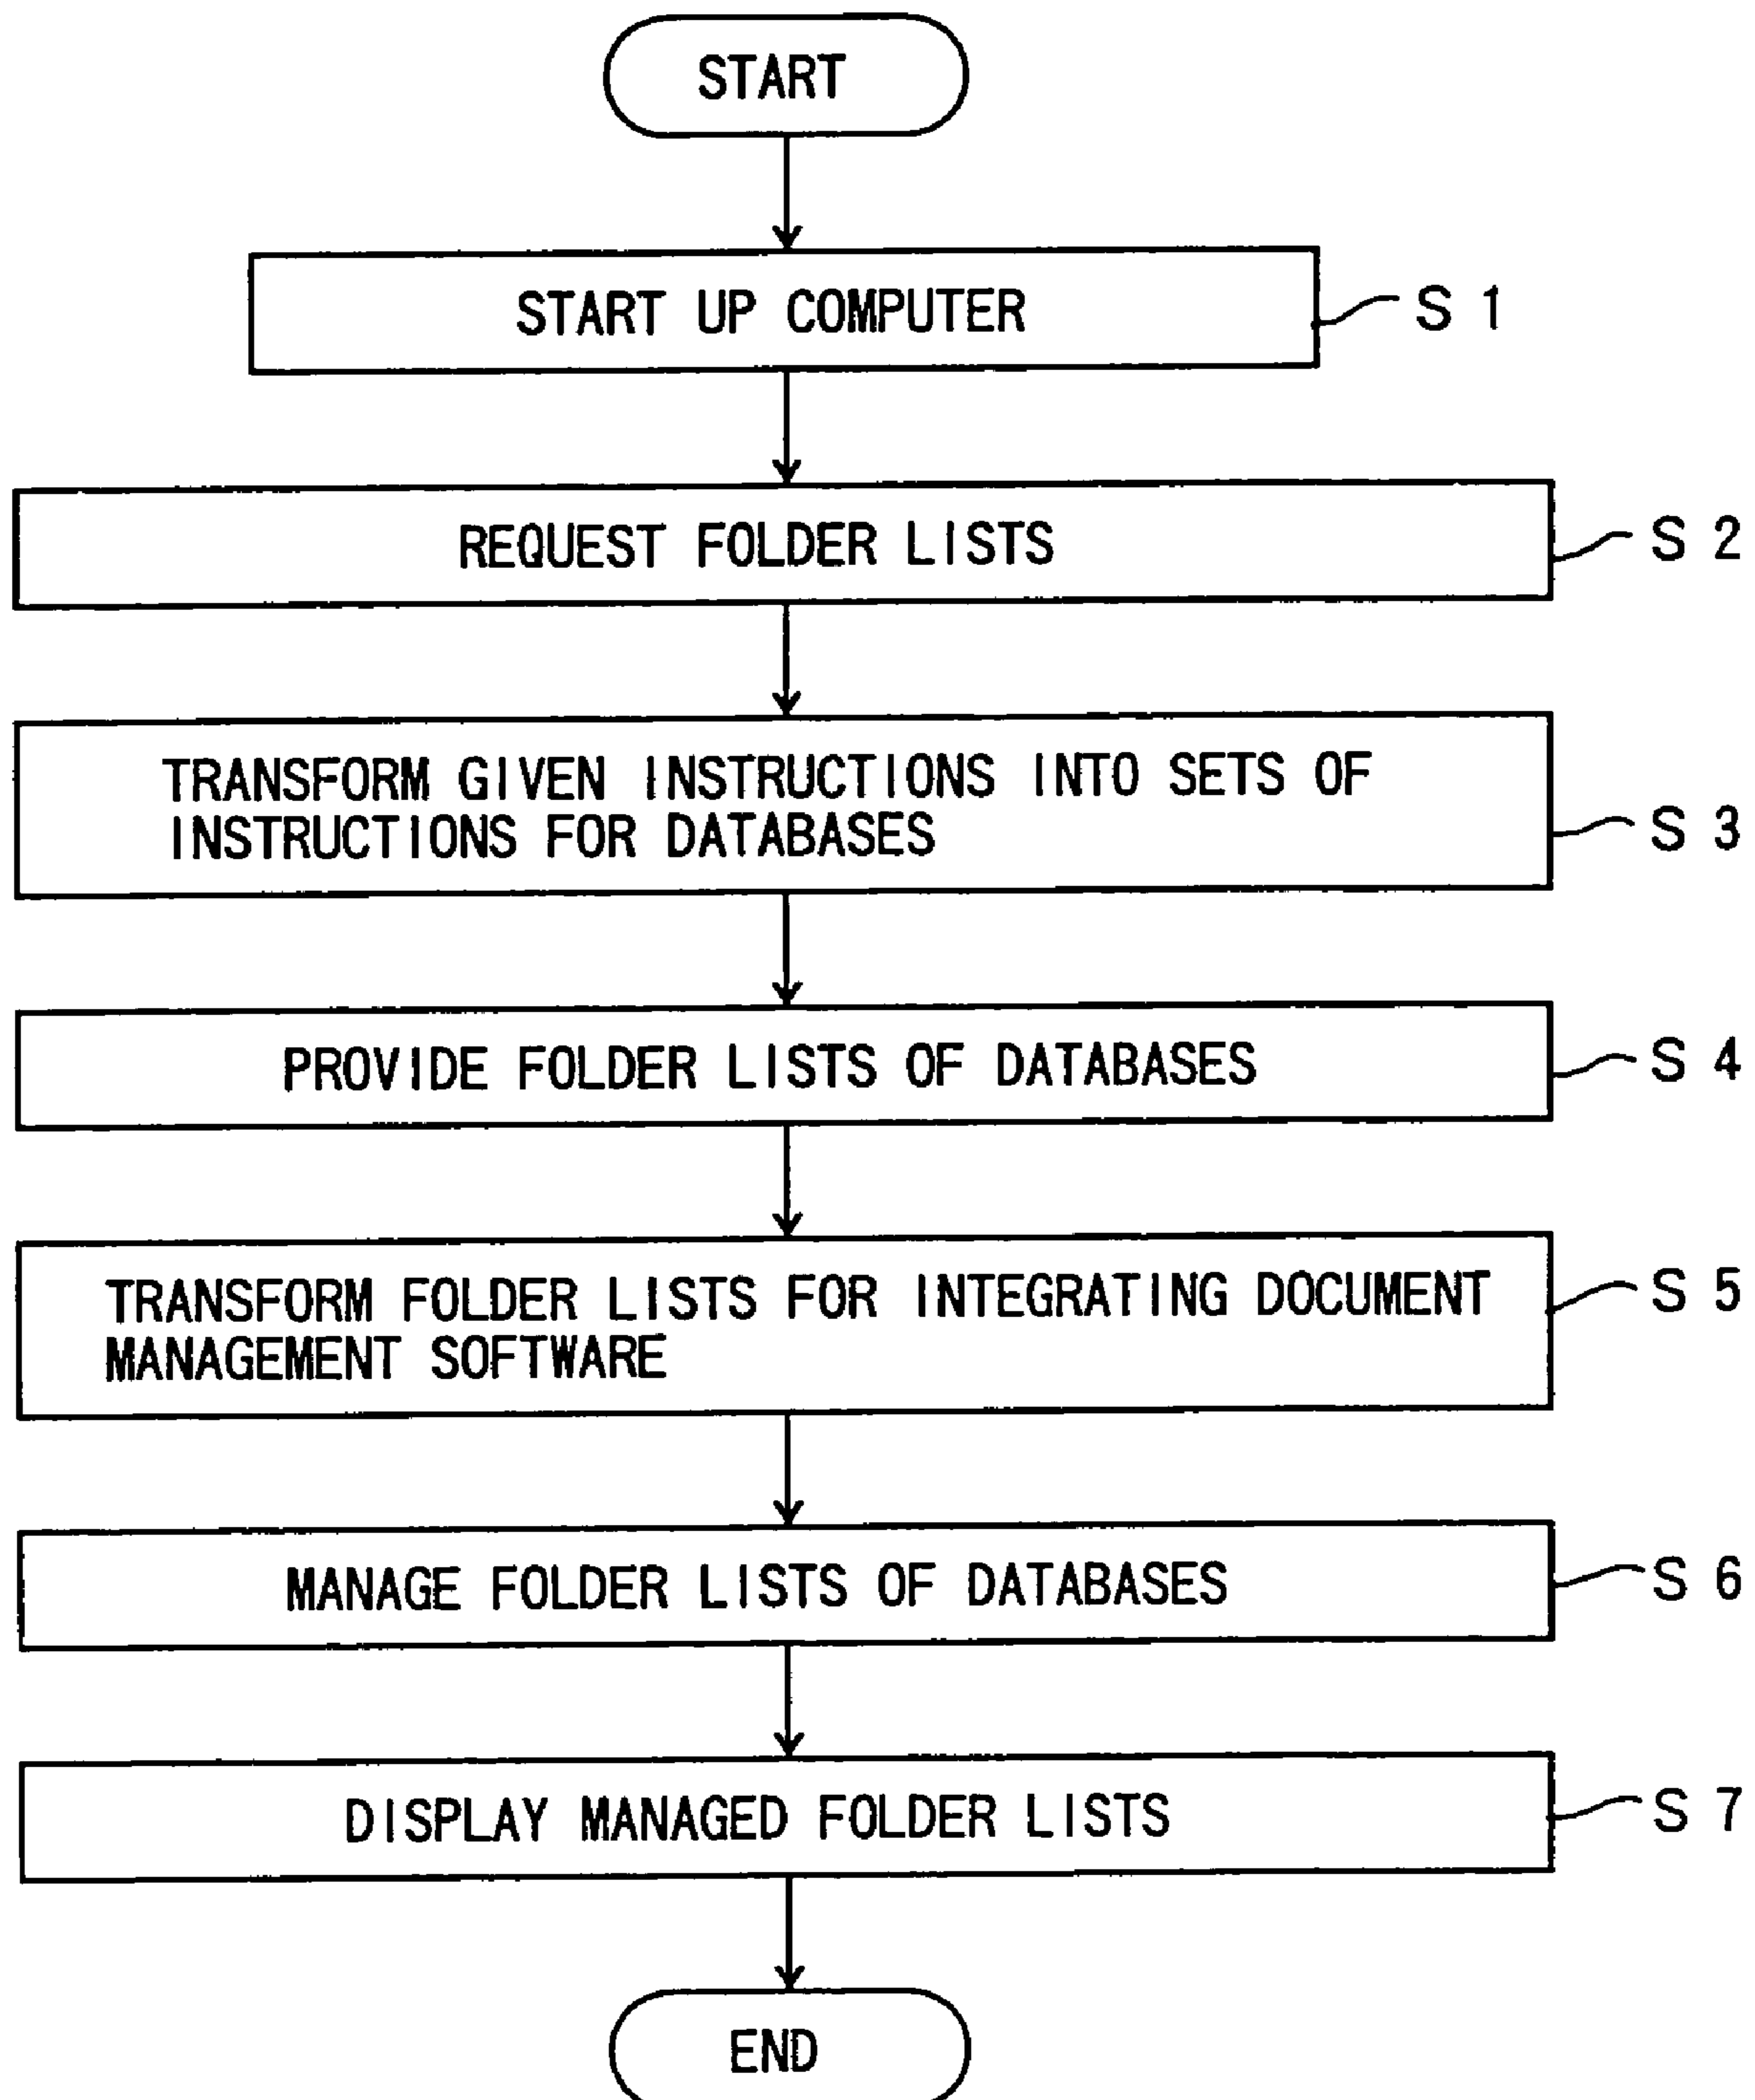 START
START UP COMPUTER
S 1
REQUEST FOLDER LISTS
S 2
TRANSFORM GIVEN INSTRUCTIONS INTO SETS OF
INSTRUCTIONS FOR DATABASES
S 3
PROVIDE FOLDER LISTS OF DATABASES
S 4
TRANSFORM FOLDER LISTS FOR INTEGRATING DOCUMENT
MANAGEMENT SOFTWARE
S 5
MANAGE FOLDER LISTS OF DATABASES
S 6
DISPLAY MANAGED FOLDER LISTS
S 7
END